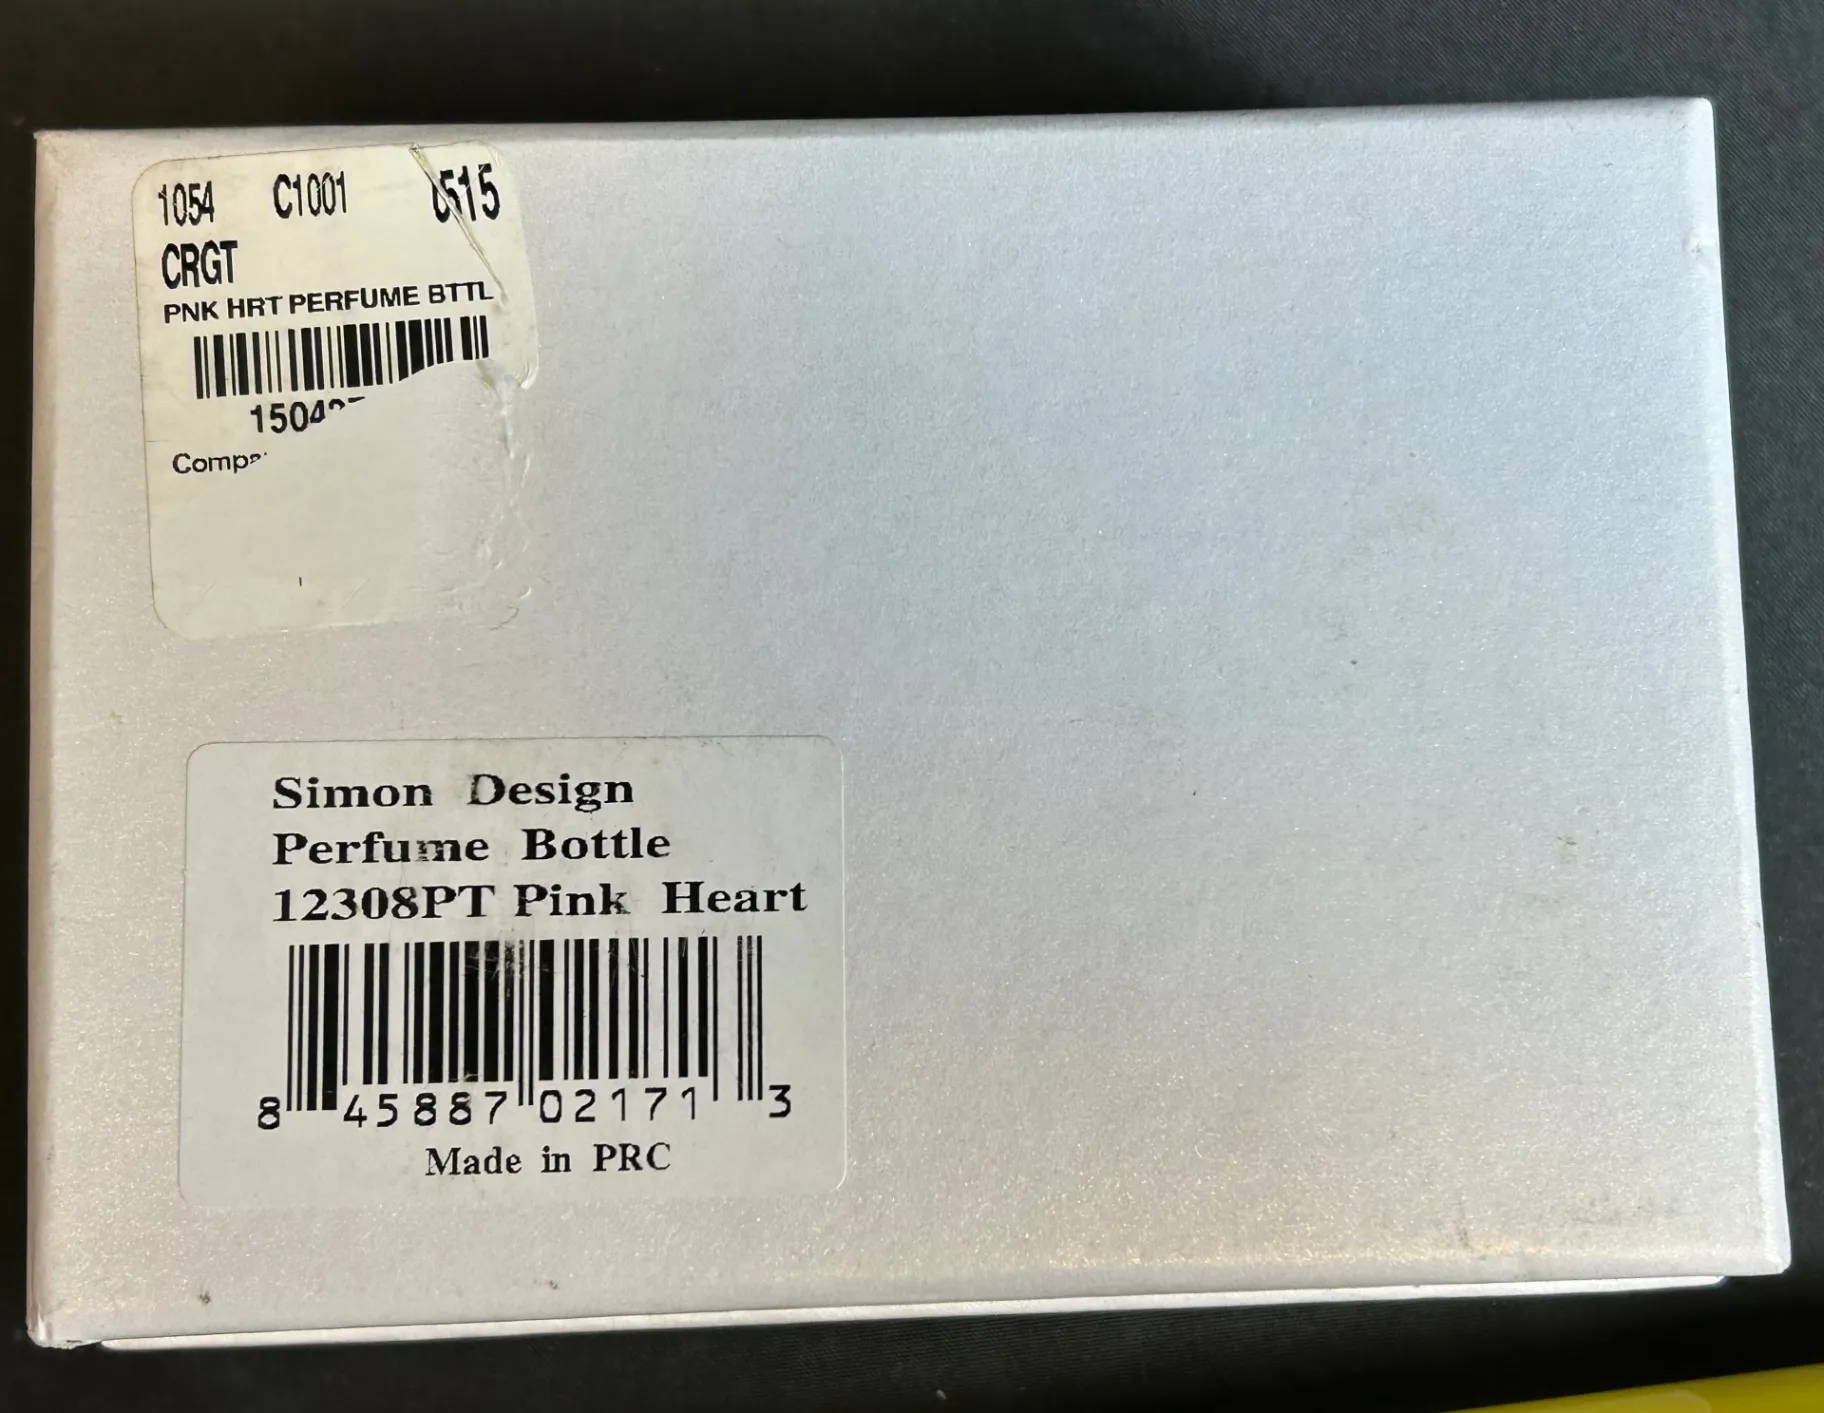 1054 C1001 0515
CRGT
PNK HRT PERFUME BTTL
Simon Design
Perfume Bottle
12308PT Pink Heart
8 45887 02171 3
Made in PRC